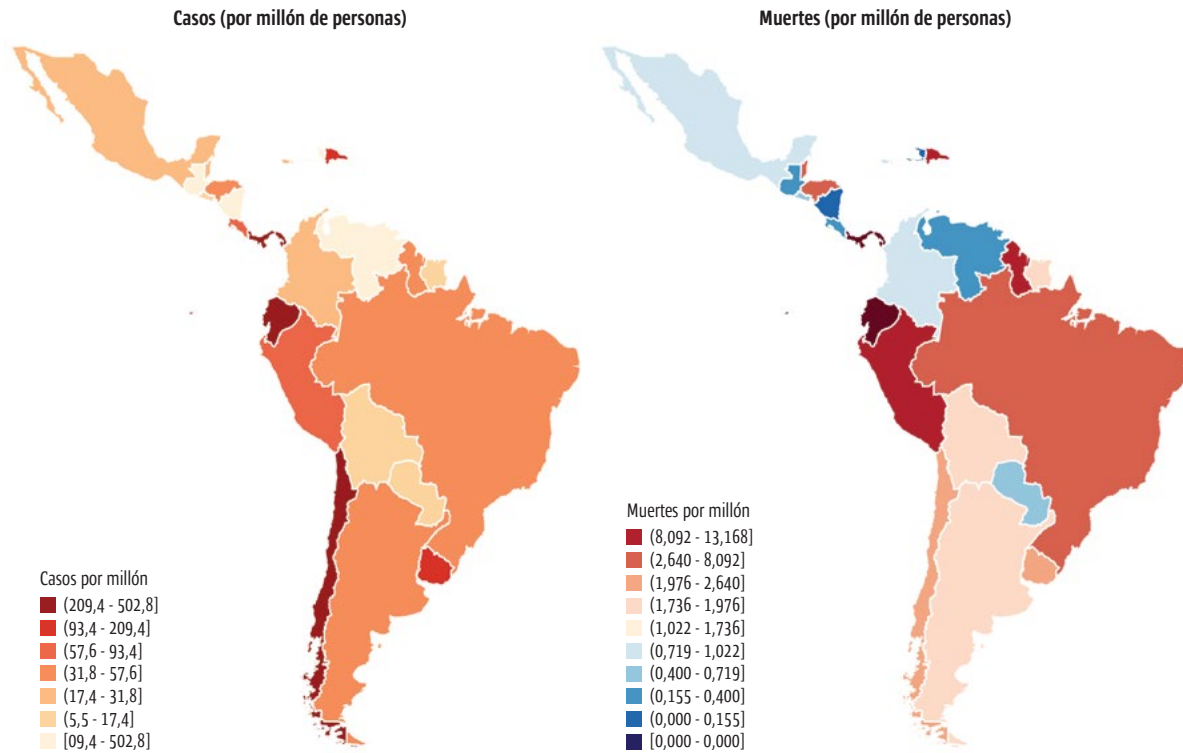 Casos (por millón de personas)
Muertes (por millón de personas)
Casos por millón
(209,4 - 502,8]
(93,4 - 209,4]
(57,6 - 93,4]
(31,8 - 57,6]
(17,4 - 31,8]
(5,5 - 17,4]
[09,4 - 502,8]
Muertes por millón
(8,092 - 13,168]
(2,640 - 8,092]
(1,976 - 2,640]
(1,736 - 1,976]
(1,022 - 1,736]
(0,719 - 1,022]
(0,400 - 0,719]
(0,155 - 0,400]
(0,000 - 0,155]
[0,000 - 0,000]